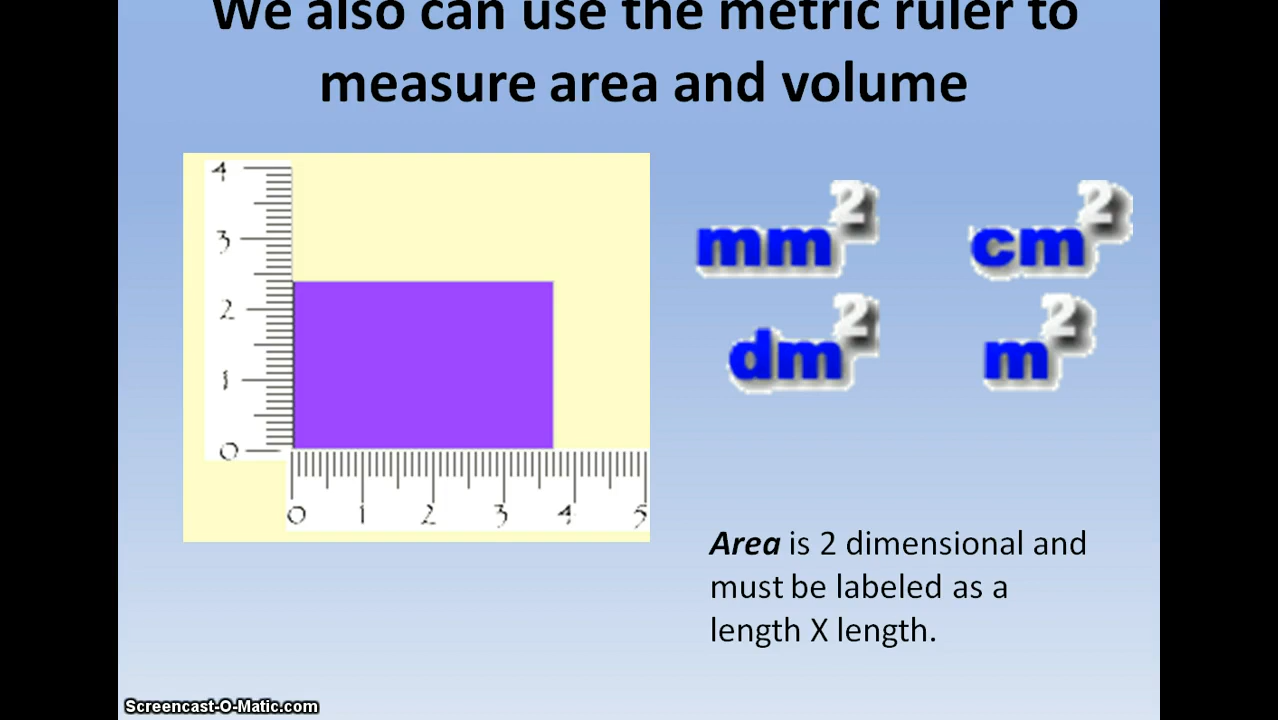 We also can use the metric ruler to
measure area and volume
4
3
2
1
0
0 1 2 3 4 5
mm² cm²
dm² m²
Area is 2 dimensional and
must be labeled as a
length X length.
Screencast-O-Matic.com